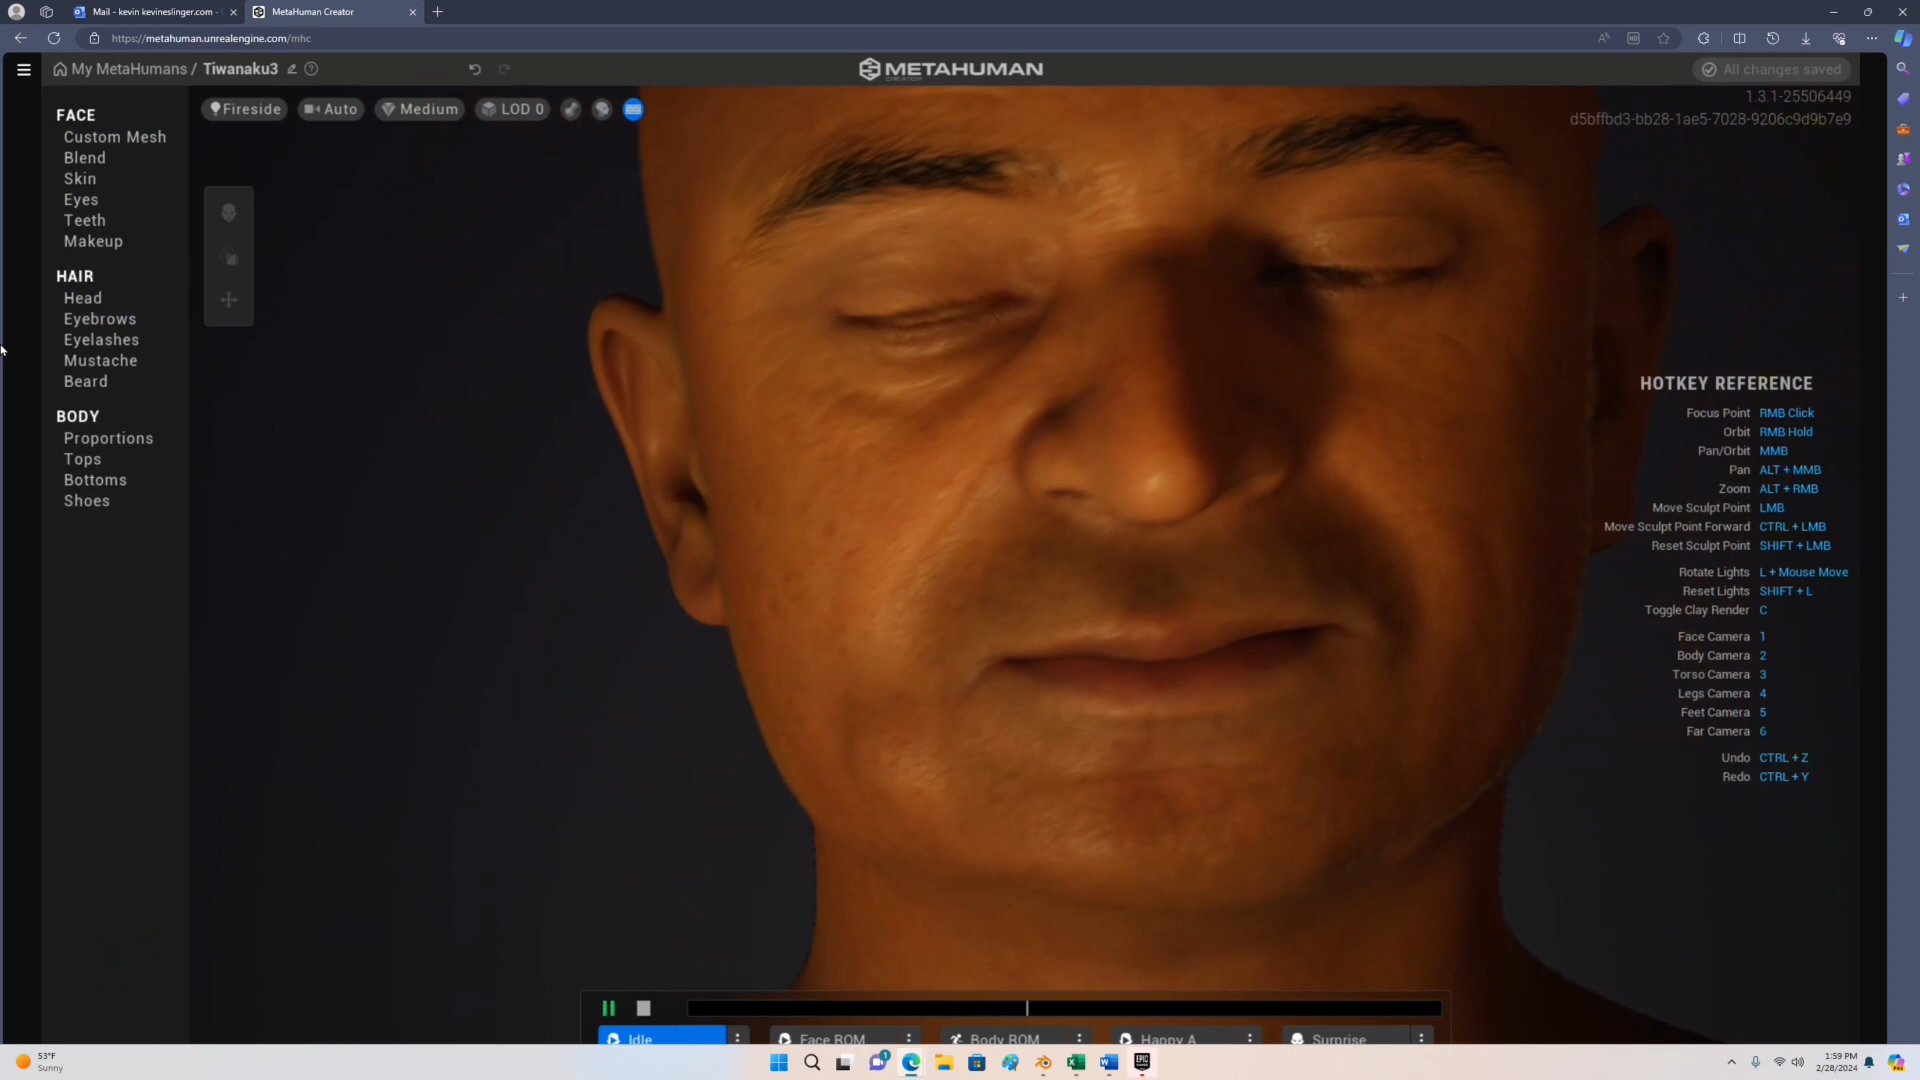 Mail - kevin kevineslinger.com -
MetaHuman Creator
https://metahuman.unrealengine.com/mhc
My MetaHumans / Tiwanaku3
METAHUMAN
CREATOR
All changes saved
Fireside
Auto
Medium
LOD 0
1.3.1-25506449
d5bffbd3-bb28-1ae5-7028-9206c9d9b7e9
FACE
Custom Mesh
Blend
Skin
Eyes
Teeth
Makeup
HAIR
Head
Eyebrows
Eyelashes
Mustache
Beard
BODY
Proportions
Tops
Bottoms
Shoes
HOTKEY REFERENCE
Focus Point RMB Click
Orbit RMB Hold
Pan/Orbit MMB
Pan ALT + MMB
Zoom ALT + RMB
Move Sculpt Point LMB
Move Sculpt Point Forward CTRL + LMB
Reset Sculpt Point SHIFT + LMB
Rotate Lights L + Mouse Move
Reset Lights SHIFT + L
Toggle Clay Render C
Face Camera 1
Body Camera 2
Torso Camera 3
Legs Camera 4
Feet Camera 5
Far Camera 6
Undo CTRL + Z
Redo CTRL + Y
Idle
Face ROM
Body ROM
Happy A
Surprise
53°F
Sunny
1
EPIC
1:59 PM
2/28/2024